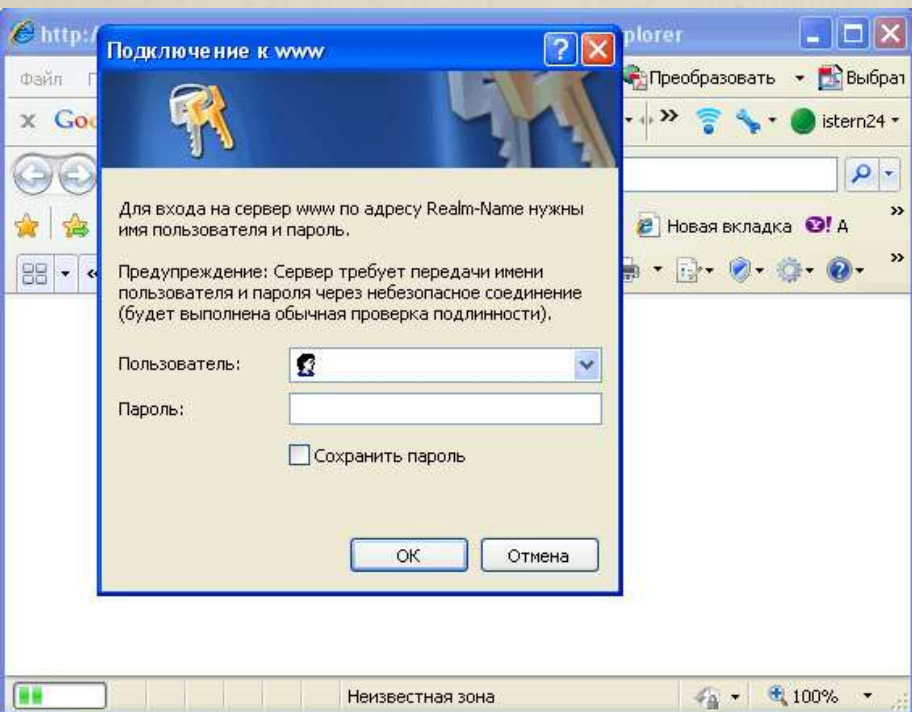 http:/
plorer
Подключение к www
Файл
Преобразовать
Выбрат
Goo
istern24
Для входа на сервер www по адресу Realm-Name нужны
имя пользователя и пароль.
Новая вкладка
A
Предупреждение: Сервер требует передачи имени
пользователя и пароля через небезопасное соединение
(будет выполнена обычная проверка подлинности).
Пользователь:
Пароль:
Сохранить пароль
ОК
Отмена
Неизвестная зона
100%